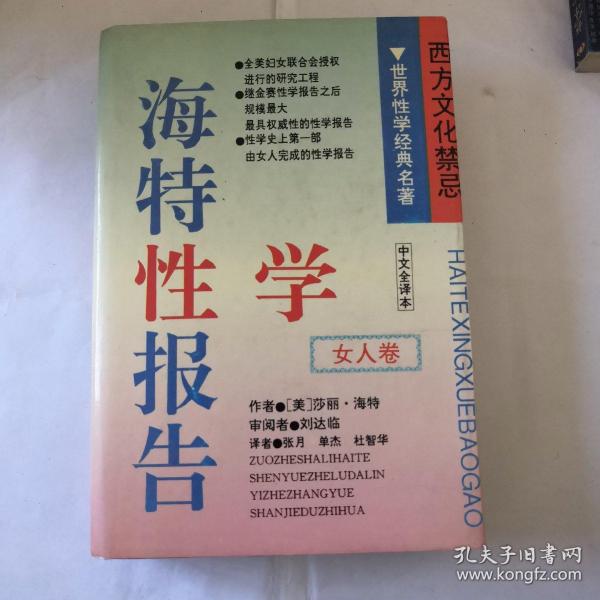 西方文化禁忌
▼世界性学经典名著
●全美妇女联合会授权
进行的研究工程
●继金赛性学报告之后
规模最大
最具权威性的性学报告
●性学史上第一部
由女人完成的性学报告
海特性学报告
中文全译本
女人卷
HAITEXINGXUEBAOGAO
作者●[美]莎丽·海特
审阅者●刘达临
译者●张月 单杰 杜智华
ZUOZHESHALIHAITE
SHENYUEZHELUDALIN
YIZHEZHANGYUE
SHANJIEDUZHIHUA
孔夫子旧书网
www.kongfz.com